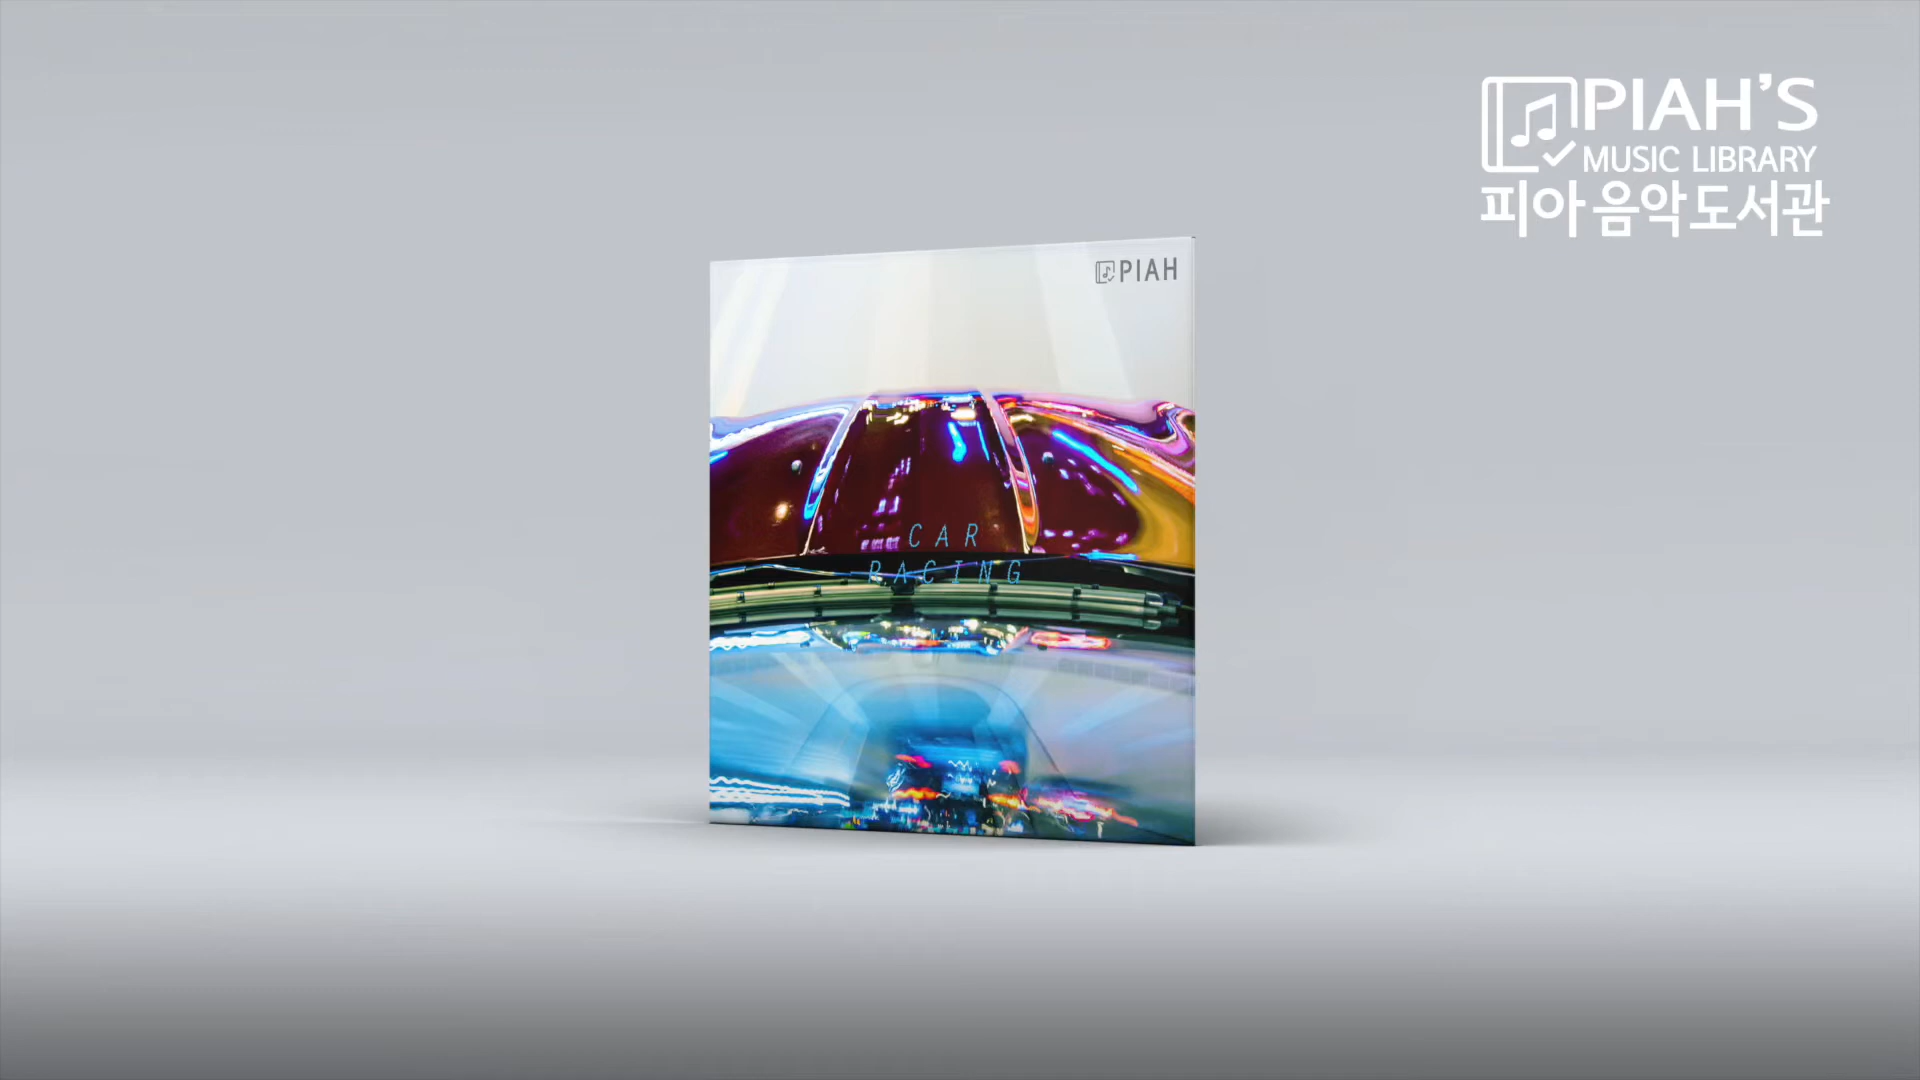 PIAH'S
MUSIC LIBRARY
피아 음악도서관
PIAH
CAR
RACING